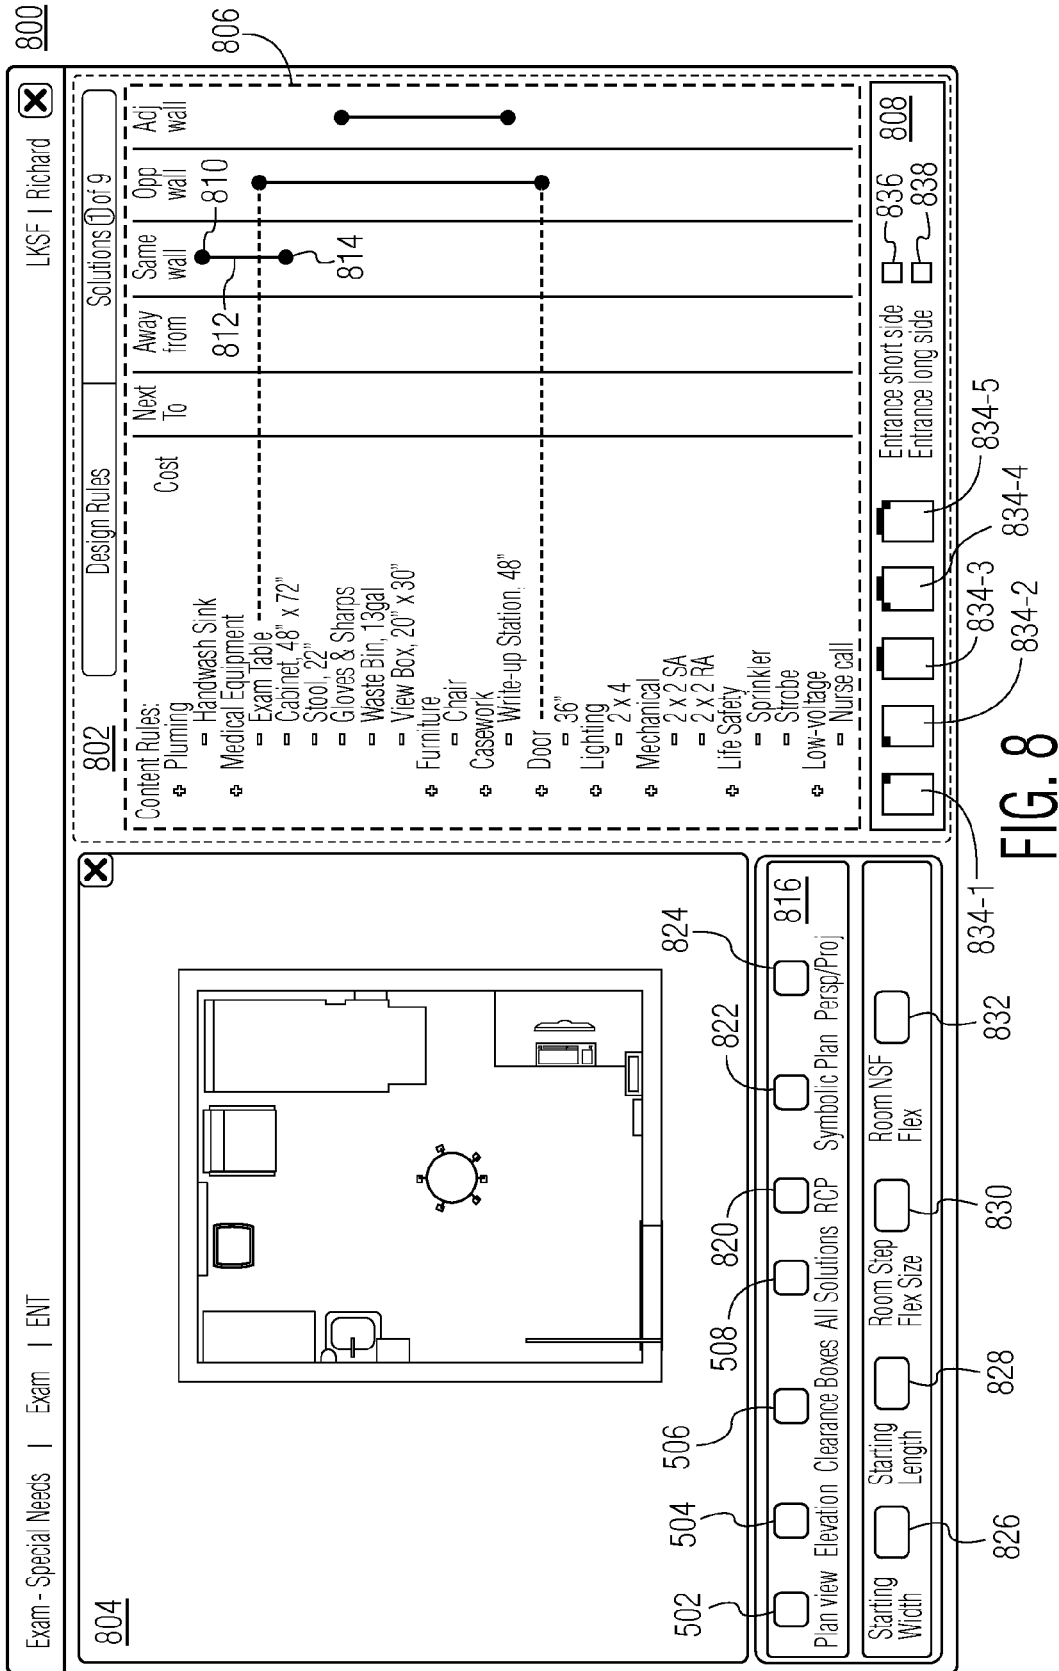 800
Exam - Special Needs | Exam | ENT
LKSF | Richard
804
802
Design Rules
Solutions 1 of 9
806
Content Rules:
Cost
Next To
Away from
Same wall
Opp wall
Adj wall
Pluming
Handwash Sink
Medical Equipment
Exam Table
Cabinet, 48" x 72"
Stool, 22"
Gloves & Sharps
Waste Bin, 13gal
View Box, 20" x 30"
Furniture
Chair
Casework
Write-up Station, 48"
Door
36"
Lighting
2 x 4
Mechanical
2 x 2 SA
2 x 2 RA
Life Safety
Sprinkler
Strobe
Low-voltage
Nurse call
810
812
814
502
504
506
508
820
822
824
816
Plan view
Elevation
Clearance Boxes
All Solutions
RCP
Symbolic Plan
Persp/Proj
Starting Width
Starting Length
Room Step Flex Size
Room NSF Flex
826
828
830
832
Entrance short side
Entrance long side
808
836
838
834-1
834-2
834-3
834-4
834-5
FIG. 8